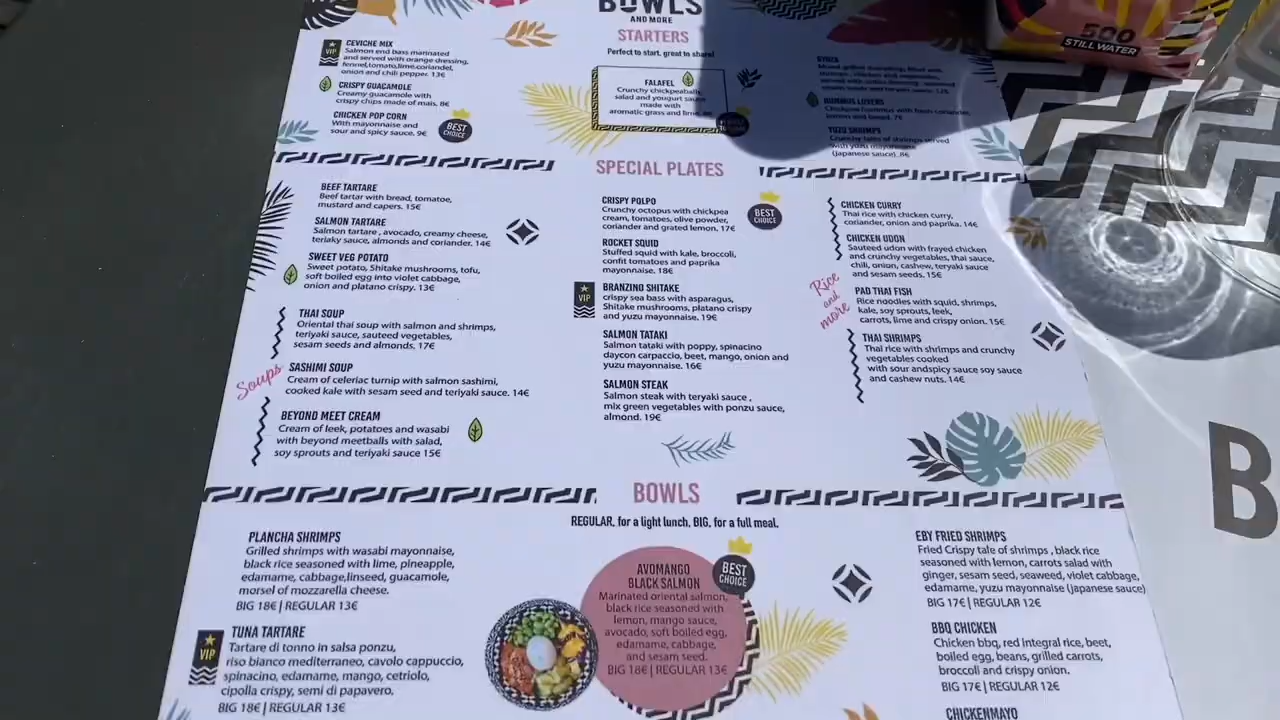 BOWLS
AND MORE
STARTERS
Perfect to start, great to share!
VIP
CEVICHE MIX
Salmon end bass marinated
and served with orange dressing,
fennel,tomato,lime,coriander,
onion and chili pepper. 13€
CRISPY GUACAMOLE
Creamy guacamole with
crispy chips made of mais. 8€
CHICKEN POP CORN
With mayonnaise and
sour and spicy sauce. 9€
BEST
CHOICE
FALAFEL
Crunchy chickpeaballs,
salad and yougurt sauce
made with
aromatic grass and lime.
GYOZA
HUMMUS LOVERS
YUZU SHRIMPS
Crunchy tales of shrimps served
with yuzu mayonnaise
(japanese sauce). 8€
500
STILL WATER
SPECIAL PLATES
BEEF TARTARE
Beef tartar with bread, tomatoe,
mustard and capers. 15€
SALMON TARTARE
Salmon tartare , avocado, creamy cheese,
teriaky sauce, almonds and coriander. 14€
SWEET VEG POTATO
Sweet potato, Shitake mushrooms, tofu,
soft boiled egg into violet cabbage,
onion and platano crispy. 13€
Soups
THAI SOUP
Oriental thai soup with salmon and shrimps,
teriyaki sauce, sauteed vegetables,
sesam seeds and almonds. 17€
SASHIMI SOUP
Cream of celeriac turnip with salmon sashimi,
cooked kale with sesam seed and teriyaki sauce. 14€
BEYOND MEET CREAM
Cream of leek, potatoes and wasabi
with beyond meetballs with salad,
soy sprouts and teriyaki sauce 15€
CRISPY POLPO
Crunchy octopus with chickpea
cream, tomatoes, olive powder,
coriander and grated lemon. 17€
BEST
CHOICE
ROCKET SQUID
Stuffed squid with kale, broccoli,
confit tomatoes and paprika
mayonnaise. 18€
VIP
BRANZINO SHITAKE
crispy sea bass with asparagus,
Shitake mushrooms, platano crispy
and yuzu mayonnaise. 19€
SALMON TATAKI
Salmon tataki with poppy, spinacino
daycon carpaccio, beet, mango, onion and
yuzu mayonnaise. 16€
SALMON STEAK
Salmon steak with teryaki sauce ,
mix green vegetables with ponzu sauce,
almond. 19€
Rice
and
more
CHICKEN CURRY
Thai rice with chicken curry,
coriander, onion and paprika. 14€
CHICKEN UDON
Sauteed udon with frayed chicken
and crunchy vegetables, thai sauce,
chili, onion, cashew, teryaki sauce
and sesam seeds. 15€
PAD THAI FISH
Rice noodles with squid, shrimps,
kale, soy sprouts, leek,
carrots, lime and crispy onion. 15€
THAI SHRIMPS
Thai rice with shrimps and crunchy
vegetables cooked
with sour andspicy sauce soy sauce
and cashew nuts. 14€
BOWLS
REGULAR, for a light lunch, BIG, for a full meal.
PLANCHA SHRIMPS
Grilled shrimps with wasabi mayonnaise,
black rice seasoned with lime, pineapple,
edamame, cabbage,linseed, guacamole,
morsel of mozzarella cheese.
BIG 18€ | REGULAR 13€
VIP
TUNA TARTARE
Tartare di tonno in salsa ponzu,
riso bianco mediterraneo, cavolo cappuccio,
spinacino, edamame, mango, cetriolo,
cipolla crispy, semi di papavero.
BIG 18€ | REGULAR 13€
AVOMANGO
BLACK SALMON
Marinated oriental salmon,
black rice seasoned with
lemon, mango sauce,
avocado, soft boiled egg,
edamame, cabbage,
and sesam seed.
BIG 18€ | REGULAR 13€
BEST
CHOICE
EBY FRIED SHRIMPS
Fried Crispy tale of shrimps , black rice
seasoned with lemon, carrots salad with
ginger, sesam seed, seaweed, violet cabbage,
edamame, yuzu mayonnaise (japanese sauce)
BIG 17€ | REGULAR 12€
BBQ CHICKEN
Chicken bbq, red integral rice, beet,
boiled egg, beans, grilled carrots,
broccoli and crispy onion.
BIG 17€ | REGULAR 12€
CHICKENMAYO
B